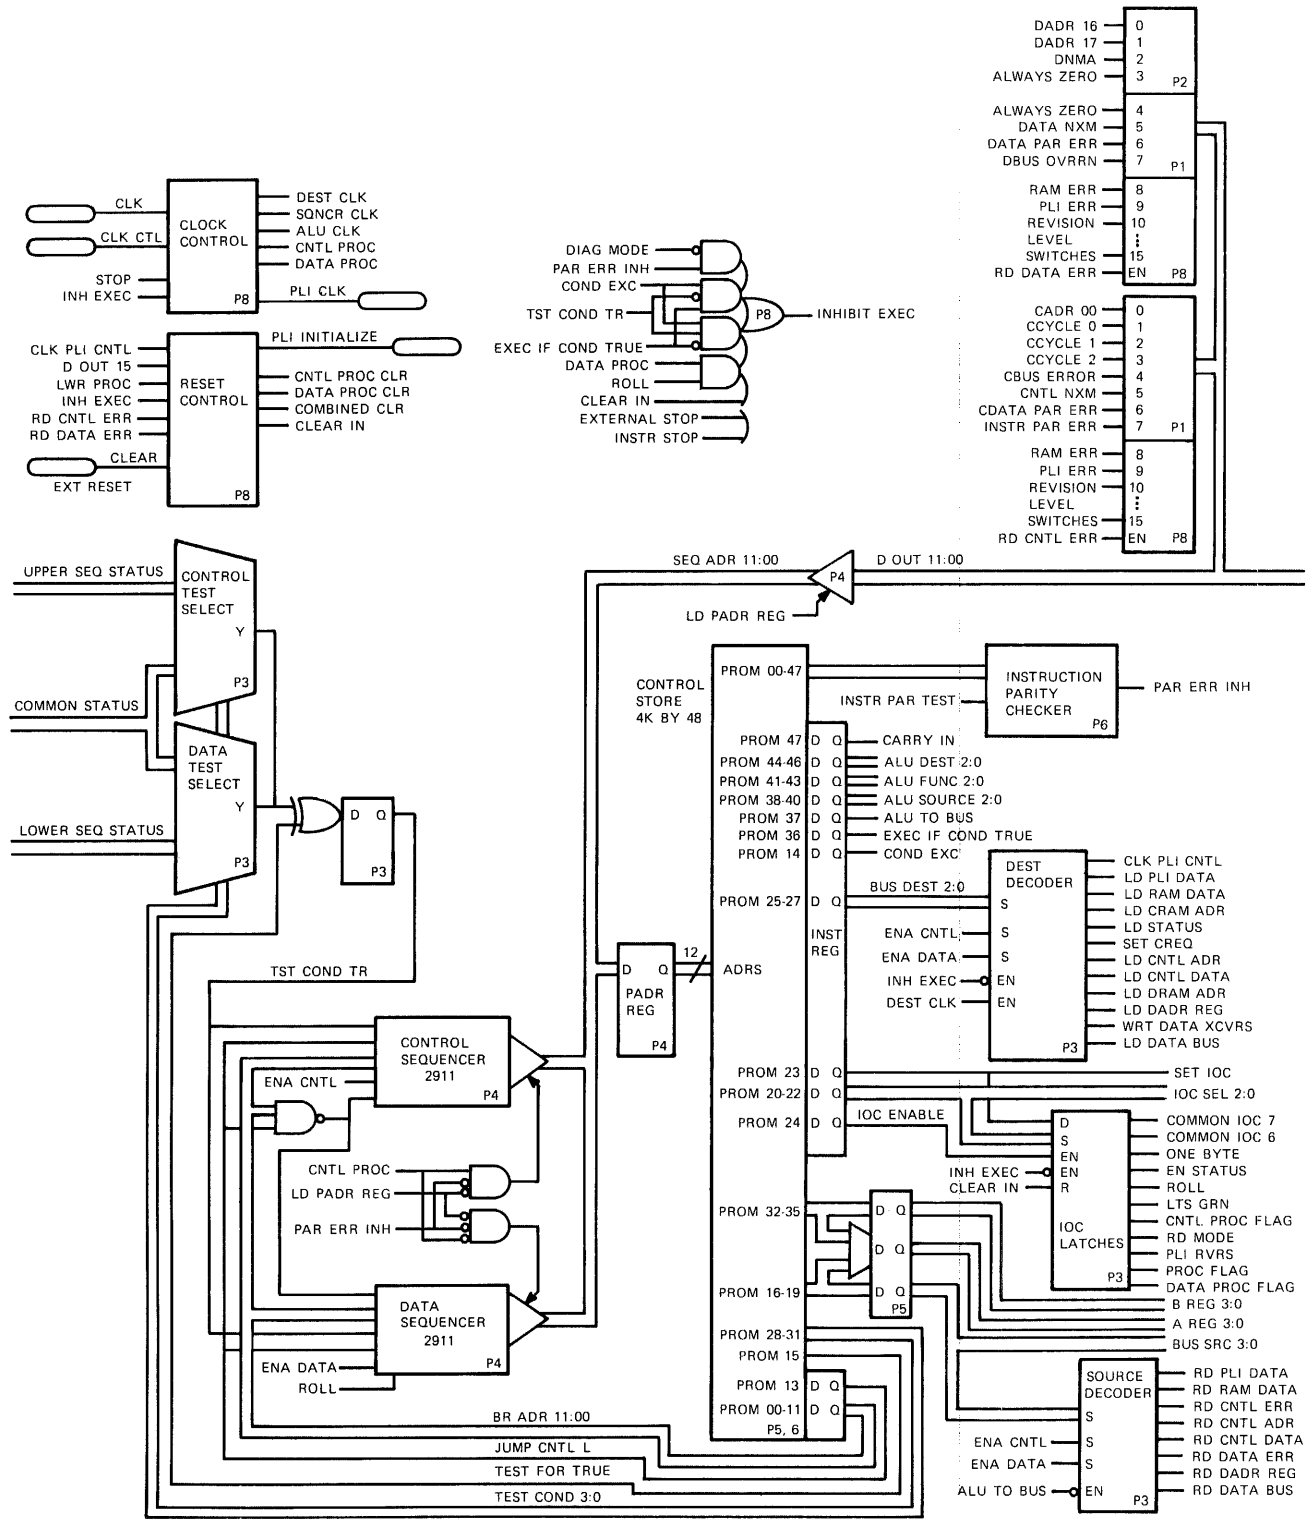 DADR 16 0
DADR 17 1
DNMA 2
ALWAYS ZERO 3
P2
ALWAYS ZERO 4
DATA NXM 5
DATA PAR ERR 6
DBUS OVRRN 7
P1
RAM ERR 8
PLI ERR 9
REVISION 10
LEVEL
SWITCHES 15
RD DATA ERR EN P8
CADR 00 0
CCYCLE 0 1
CCYCLE 1 2
CCYCLE 2 3
CBUS ERROR 4
CNTL NXM 5
CDATA PAR ERR 6
INSTR PAR ERR 7 P1
RAM ERR 8
PLI ERR 9
REVISION 10
LEVEL
SWITCHES 15
RD CNTL ERR EN P8
CLK
CLK CTL
STOP
INH EXEC
CLOCK
CONTROL
P8
DEST CLK
SQNCR CLK
ALU CLK
CNTL PROC
DATA PROC
PLI CLK
PLI INITIALIZE
CLK PLI CNTL
D OUT 15
LWR PROC
INH EXEC
RD CNTL ERR
RD DATA ERR
CLEAR
EXT RESET
RESET
CONTROL
P8
CNTL PROC CLR
DATA PROC CLR
COMBINED CLR
CLEAR IN
DIAG MODE
PAR ERR INH
COND EXC
TST COND TR
EXEC IF COND TRUE
DATA PROC
ROLL
CLEAR IN
EXTERNAL STOP
INSTR STOP
P8
INHIBIT EXEC
UPPER SEQ STATUS
CONTROL
TEST
SELECT
Y
P3
COMMON STATUS
DATA
TEST
SELECT
Y
P3
LOWER SEQ STATUS
D Q
P3
SEQ ADR 11:00
P4
D OUT 11:00
LD PADR REG
CONTROL
STORE
4K BY 48
PROM 00-47
INSTR PAR TEST
INSTRUCTION
PARITY
CHECKER
P6
PAR ERR INH
PROM 47 D Q CARRY IN
PROM 44-46 D Q ALU DEST 2:0
PROM 41-43 D Q ALU FUNC 2:0
PROM 38-40 D Q ALU SOURCE 2:0
PROM 37 D Q ALU TO BUS
PROM 36 D Q EXEC IF COND TRUE
PROM 14 D Q COND EXC
PROM 25-27 D Q BUS DEST 2:0
INST
REG
ENA CNTL
ENA DATA
INH EXEC
DEST CLK
DEST
DECODER
S
S
S
EN
EN
P3
CLK PLI CNTL
LD PLI DATA
LD RAM DATA
LD CRAM ADR
LD STATUS
SET CREQ
LD CNTL ADR
LD CNTL DATA
LD DRAM ADR
LD DADR REG
WRT DATA XCVRS
LD DATA BUS
TST COND TR
D Q
PADR
REG
P4
12
ADRS
CONTROL
SEQUENCER
2911
P4
ENA CNTL
CNTL PROC
LD PADR REG
PAR ERR INH
DATA
SEQUENCER
2911
P4
ENA DATA
ROLL
PROM 23 D Q SET IOC
PROM 20-22 D Q IOC SEL 2:0
PROM 24 D Q IOC ENABLE
INH EXEC
CLEAR IN
D
S
EN
EN
R
IOC
LATCHES
P3
COMMON IOC 7
COMMON IOC 6
ONE BYTE
EN STATUS
ROLL
LTS GRN
CNTL PROC FLAG
RD MODE
PLI RVRS
PROC FLAG
DATA PROC FLAG
PROM 32-35
D Q
D Q
D Q
P5
PROM 16-19
B REG 3:0
A REG 3:0
BUS SRC 3:0
PROM 28-31
PROM 15
PROM 13 D Q
PROM 00-11 D Q
P5, 6
BR ADR 11:00
JUMP CNTL L
TEST FOR TRUE
TEST COND 3:0
SOURCE
DECODER
S
S
S
EN
P3
ENA CNTL
ENA DATA
ALU TO BUS
RD PLI DATA
RD RAM DATA
RD CNTL ERR
RD CNTL ADR
RD CNTL DATA
RD DATA ERR
RD DADR REG
RD DATA BUS